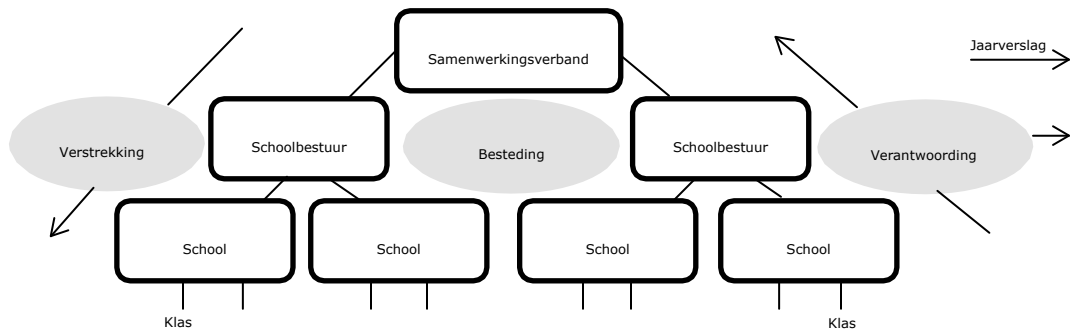 Jaarverslag
Samenwerkingsverband
Verstrekking
Schoolbestuur
Besteding
Schoolbestuur
Verantwoording
School
School
School
School
Klas
Klas